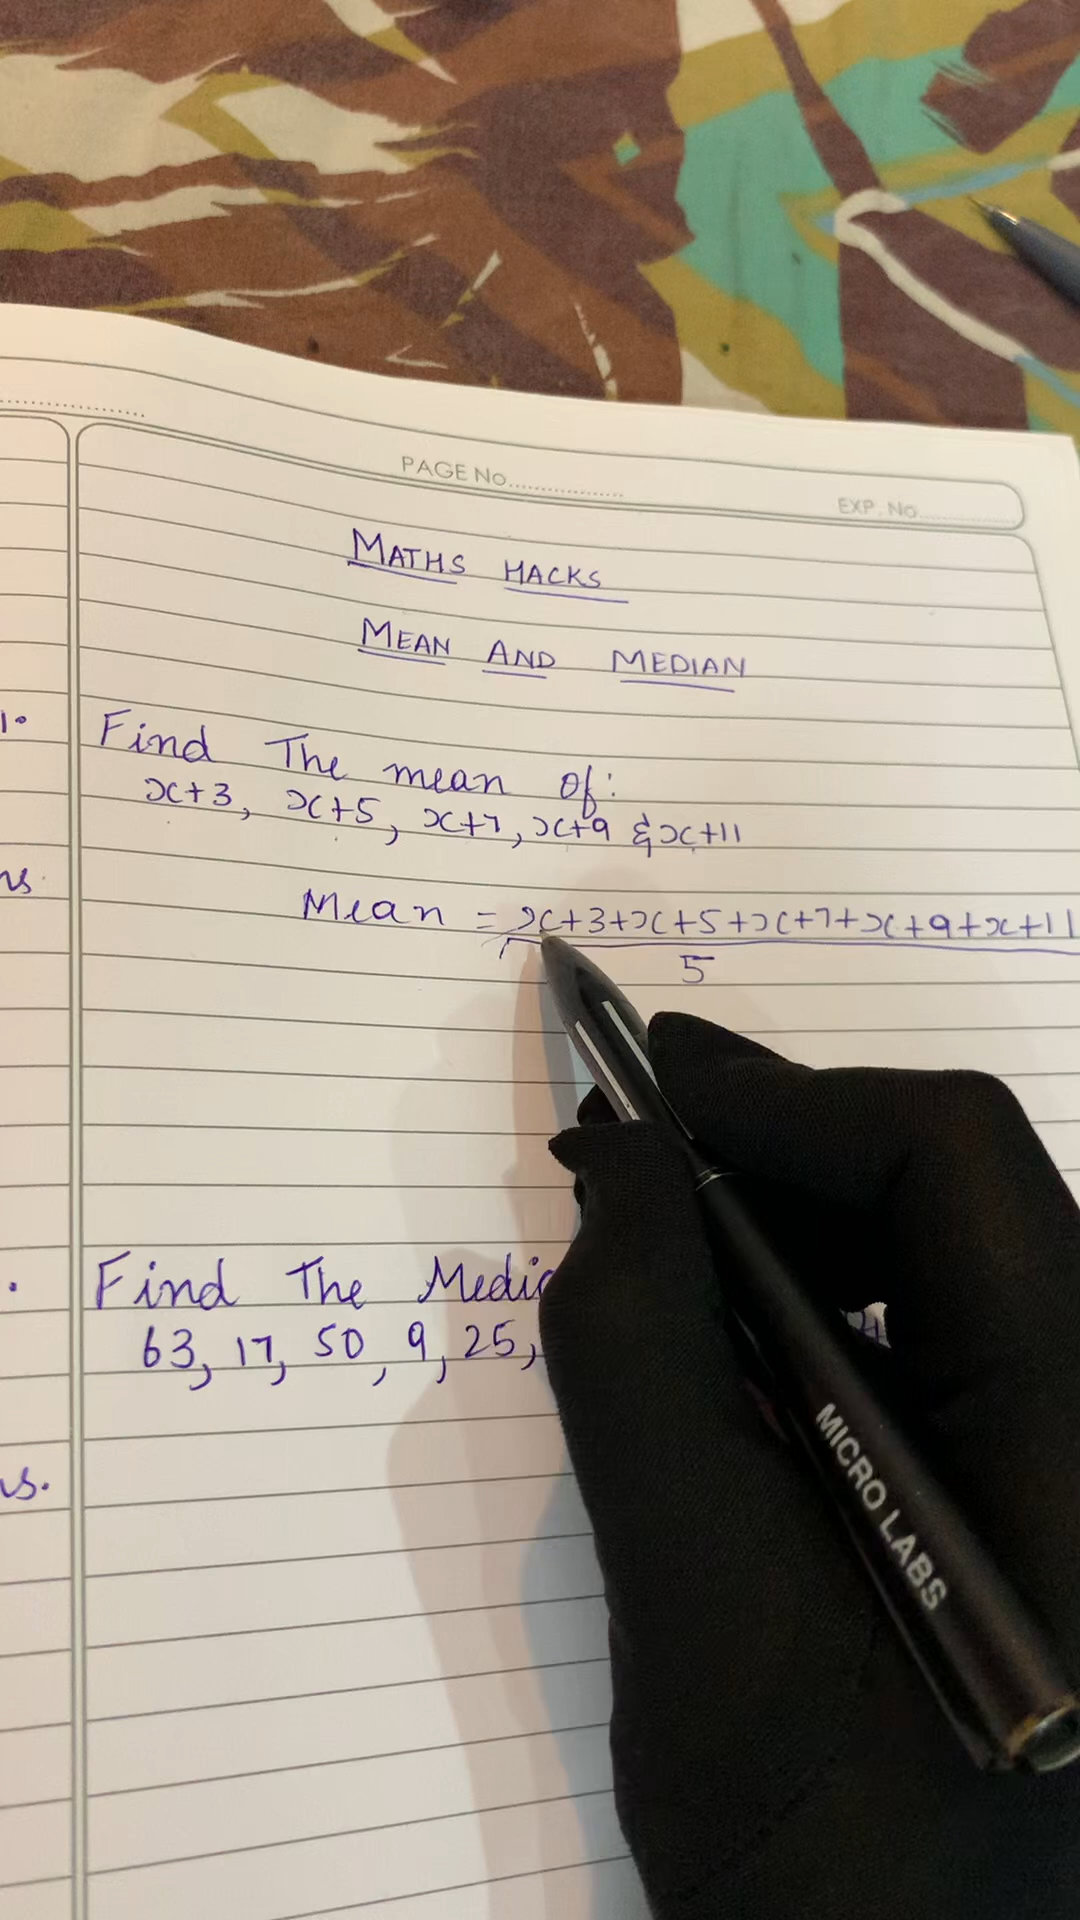 PAGE No
EXP. No.
MATHS HACKS
MEAN AND MEDIAN
1. Find The mean Of:
x+3, x+5, x+7, x+9 & x+11
Mean = x+3+x+5+x+7+x+9+x+11
5
Find The
63, 17, 50, 9, 25,
MICRO LABS